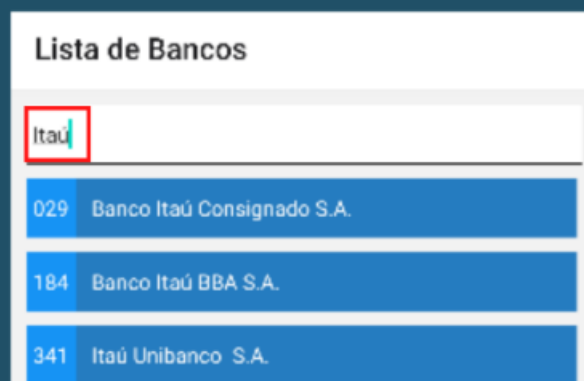 Lista de Bancos
Itaú
029 Banco Itaú Consignado S.A.
184 Banco Itaú BBA S.A.
341 Itaú Unibanco S.A.